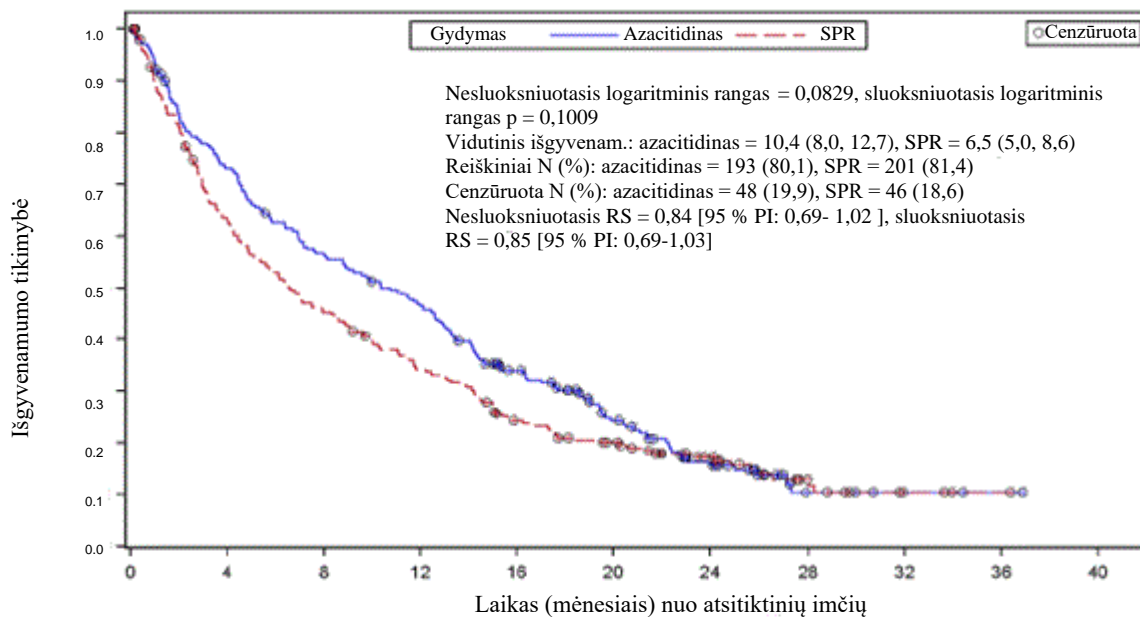 Gydymas Azacitidinas SPR Cenzūruota
Nesluoksniuotasis logaritminis rangas = 0,0829, sluoksniuotasis logaritminis
rangas p = 0,1009
Vidutinis išgyvenam.: azacitidinas = 10,4 (8,0, 12,7), SPR = 6,5 (5,0, 8,6)
Reiškiniai N (%): azacitidinas = 193 (80,1), SPR = 201 (81,4)
Cenzūruota N (%): azacitidinas = 48 (19,9), SPR = 46 (18,6)
Nesluoksniuotasis RS = 0,84 [95 % PI: 0,69- 1,02 ], sluoksniuotasis
RS = 0,85 [95 % PI: 0,69-1,03]
Išgyvenamumo tikimybė
1.0
0.9
0.8
0.7
0.6
0.5
0.4
0.3
0.2
0.1
0.0
0 4 8 12 16 20 24 28 32 36 40
Laikas (mėnesiais) nuo atsitiktinių imčių